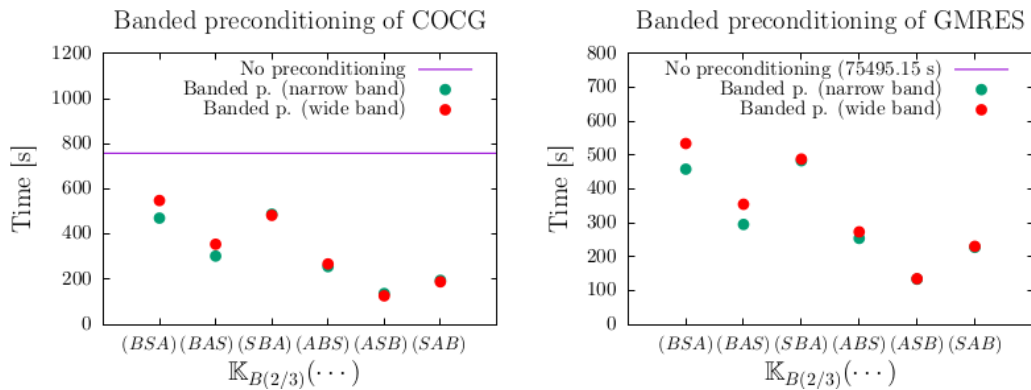 Banded preconditioning of COCG
1200
1000
800
600
400
200
0
Time [s]
No preconditioning
Banded p. (narrow band)
Banded p. (wide band)
(BSA) (BAS) (SBA) (ABS) (ASB) (SAB)
𝕂_{B(2/3)}(···)
Banded preconditioning of GMRES
800
700
600
500
400
300
200
100
0
Time [s]
No preconditioning (75495.15 s)
Banded p. (narrow band)
Banded p. (wide band)
(BSA) (BAS) (SBA) (ABS) (ASB) (SAB)
𝕂_{B(2/3)}(···)